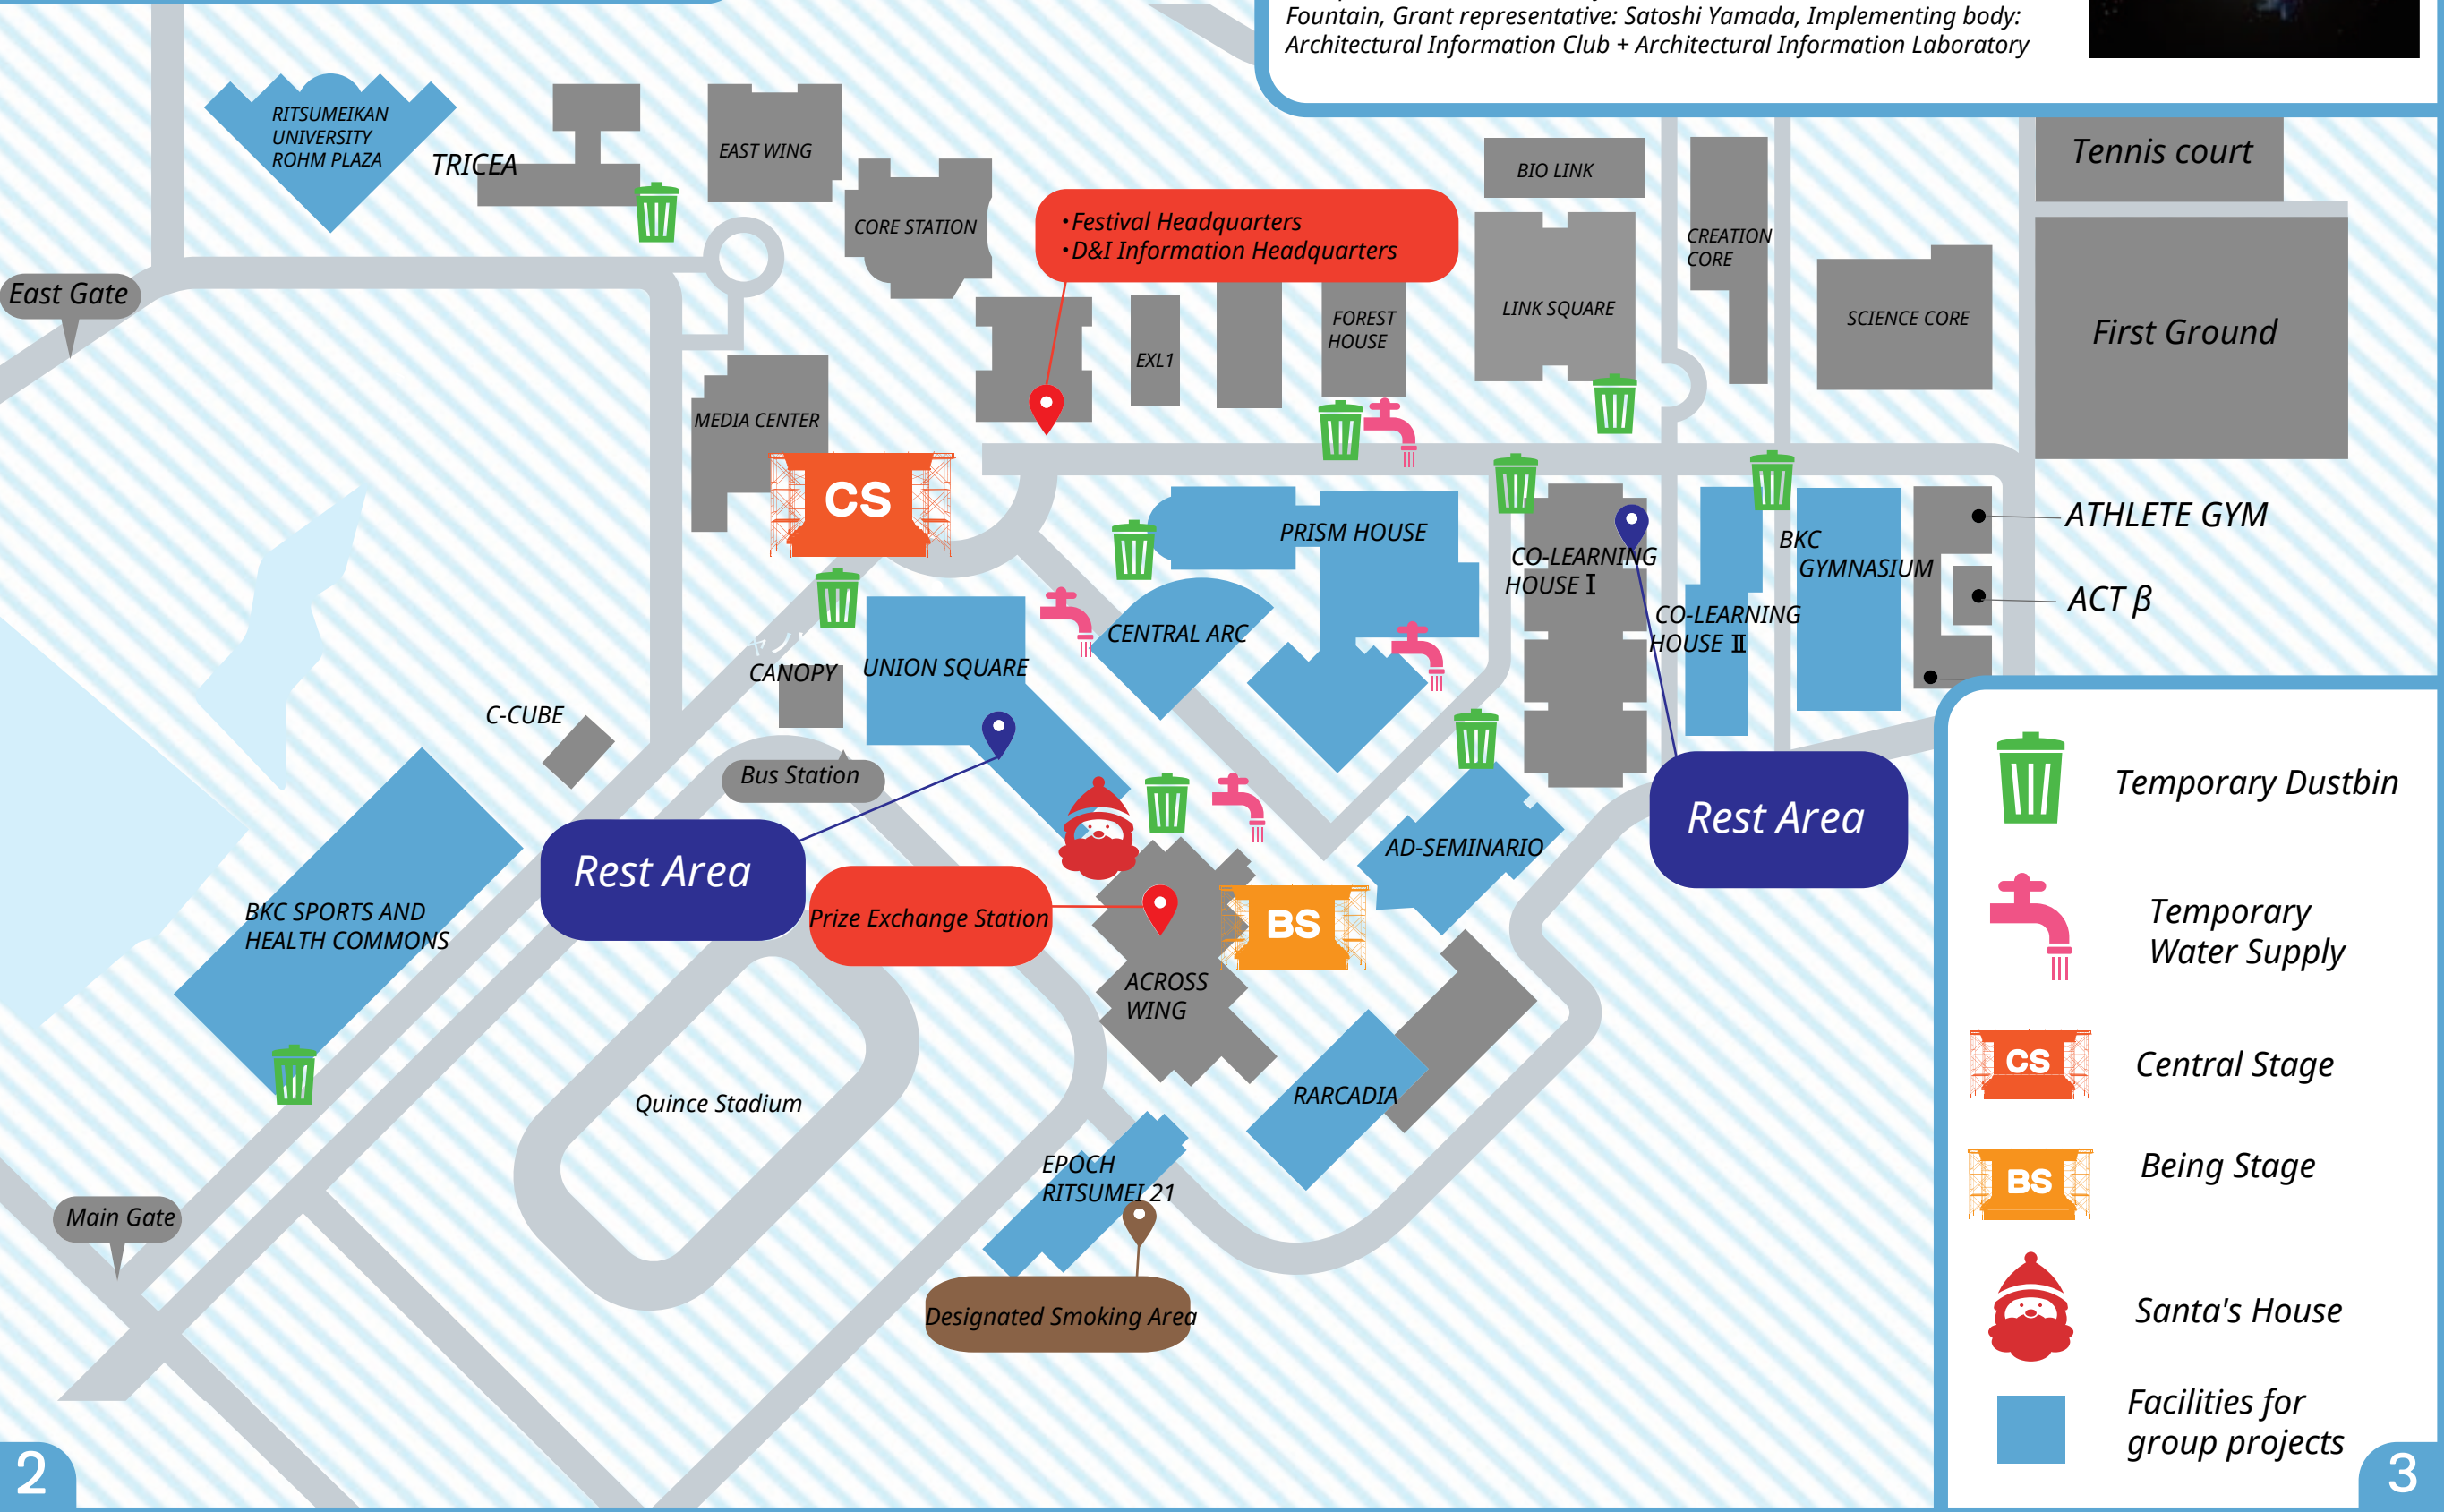 Fountain, Grant representative: Satoshi Yamada, Implementing body:
Architectural Information Club + Architectural Information Laboratory
RITSUMEIKAN
UNIVERSITY
ROHM PLAZA
TRICEA
EAST WING
CORE STATION
・Festival Headquarters
・D&I Information Headquarters
BIO LINK
CREATION
CORE
Tennis court
East Gate
FOREST
HOUSE
EXL1
LINK SQUARE
SCIENCE CORE
First Ground
MEDIA CENTER
CS
PRISM HOUSE
CO-LEARNING
HOUSE Ⅰ
BKC
GYMNASIUM
ATHLETE GYM
ACT β
CO-LEARNING
HOUSE Ⅱ
CENTRAL ARC
CANOPY
UNION SQUARE
C-CUBE
Bus Station
Rest Area
Rest Area
AD-SEMINARIO
BKC SPORTS AND
HEALTH COMMONS
Prize Exchange Station
BS
ACROSS
WING
RARCADIA
Quince Stadium
EPOCH
RITSUMEI 21
Main Gate
Designated Smoking Area
Temporary Dustbin
Temporary
Water Supply
CS
Central Stage
BS
Being Stage
Santa's House
Facilities for
group projects
2
3